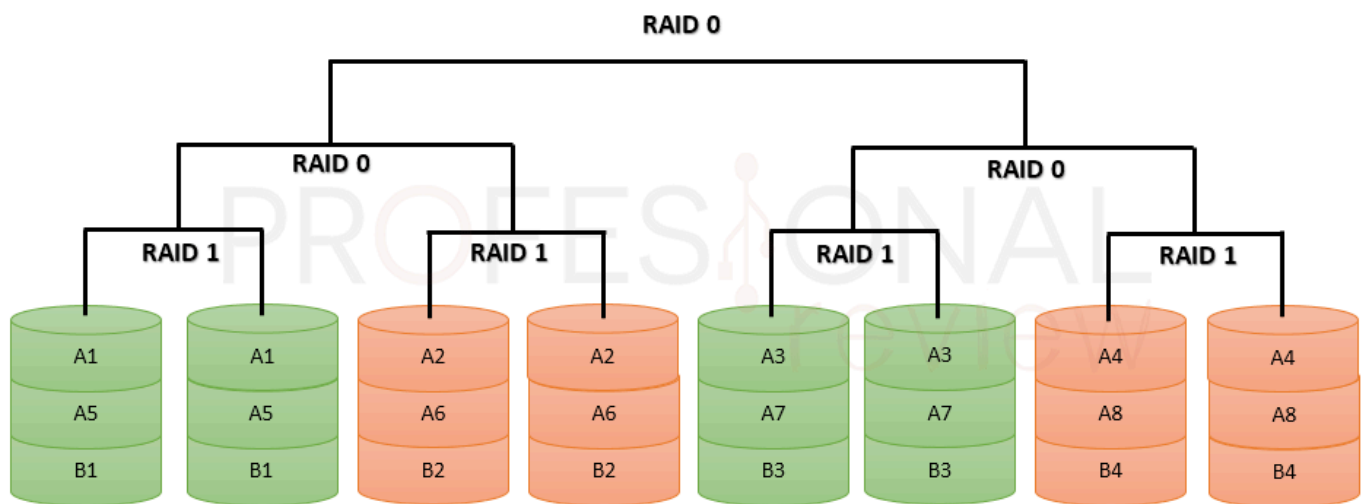 RAID 0
RAID 0 RAID 0
RAID 1 RAID 1 RAID 1 RAID 1
PROFESIONAL
review
A1 A1 A2 A2 A3 A3 A4 A4
A5 A5 A6 A6 A7 A7 A8 A8
B1 B1 B2 B2 B3 B3 B4 B4